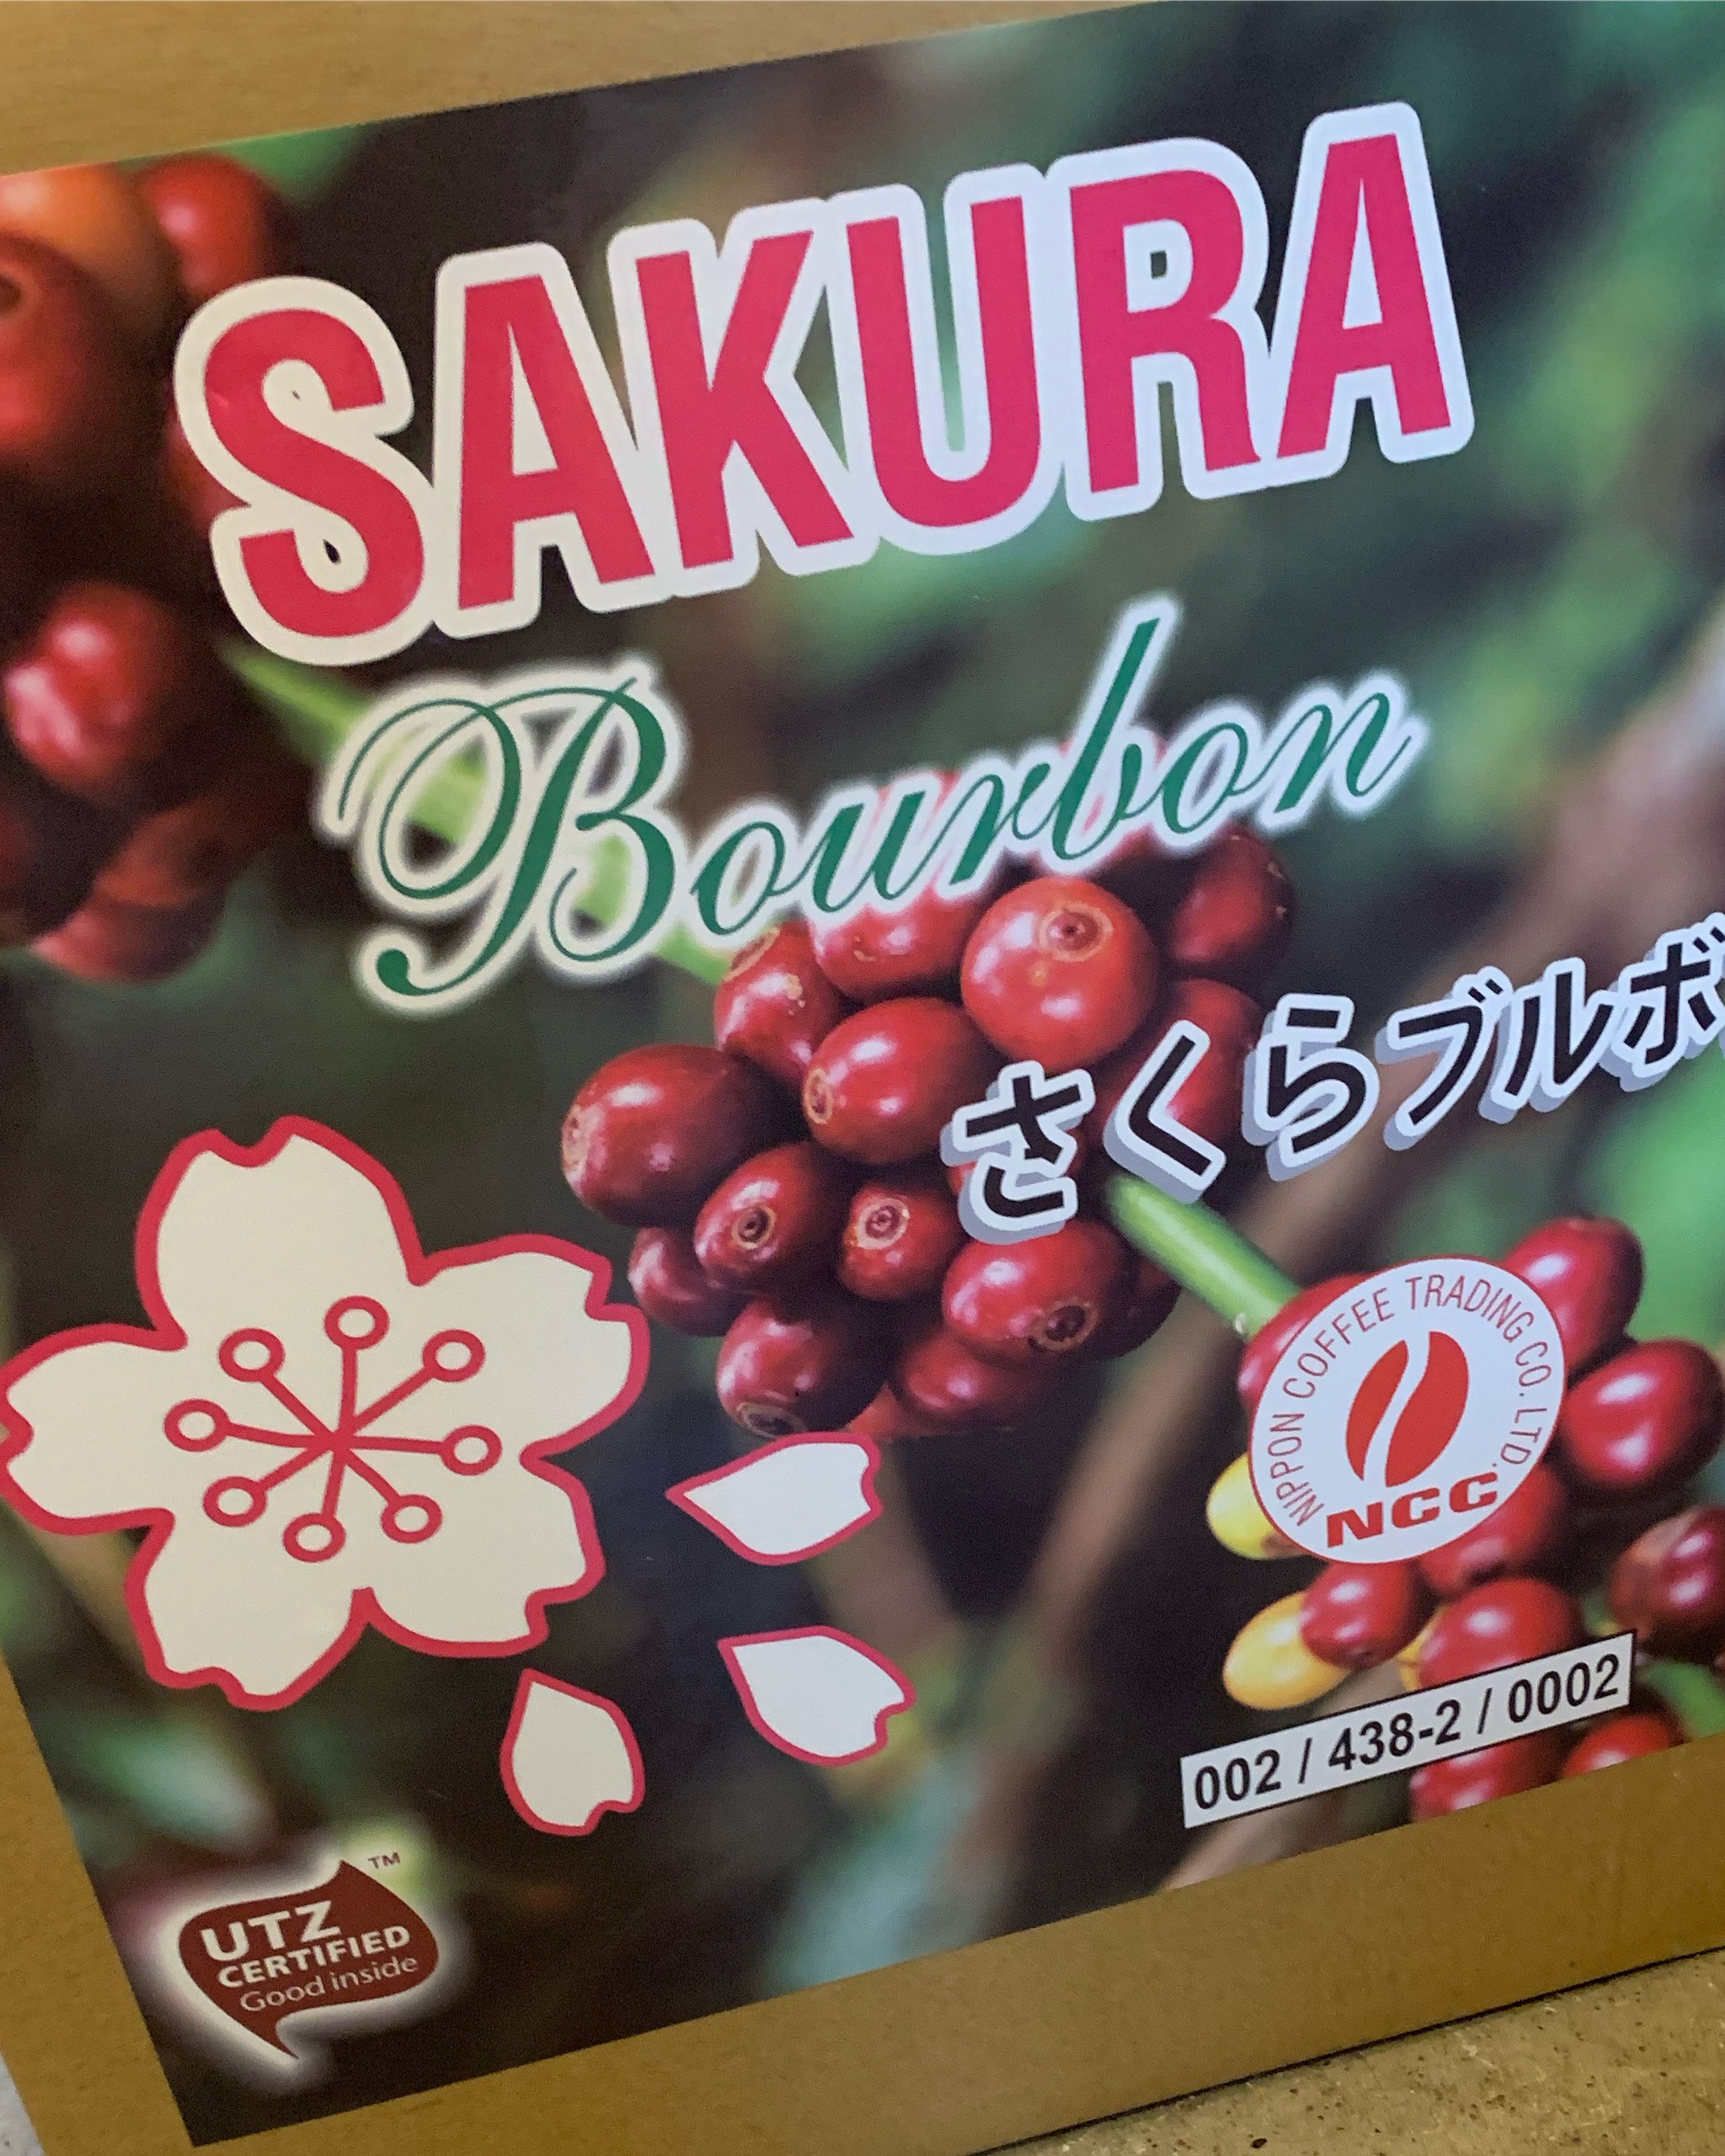 SAKURA
Bourbon
さくらブルボ
NIPPON COFFEE TRADING CO. LTD.
NCC
002 / 438-2 / 0002
UTZ TM
CERTIFIED
Good inside